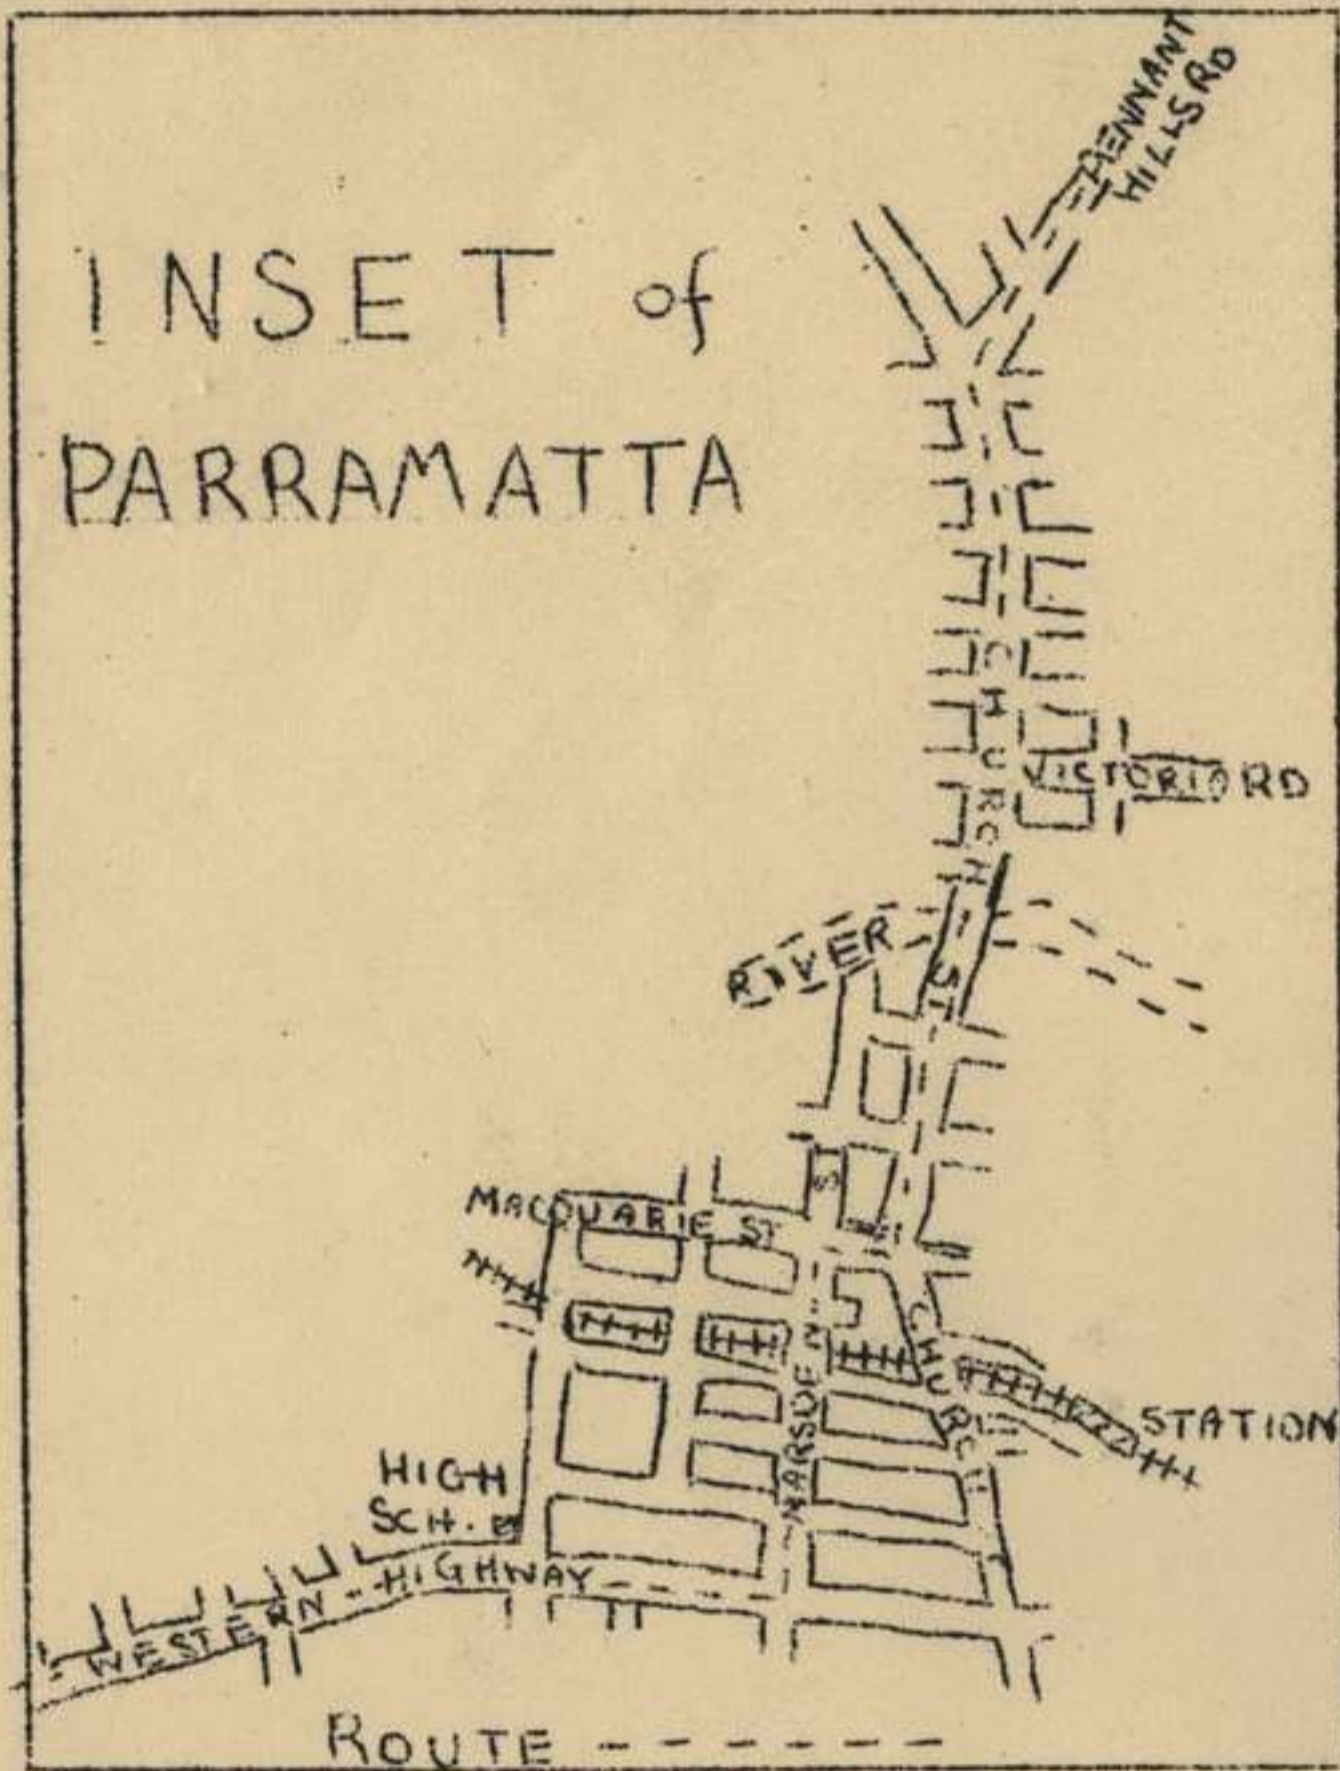 PENNANT
HILLS RD
INSET of
PARRAMATTA
CHURCH ST
VICTORIA RD
RIVER
MACQUARIE ST
S
MARSDEN
CHURCH
STATION
HIGH
SCH.
WESTERN HIGHWAY
ROUTE